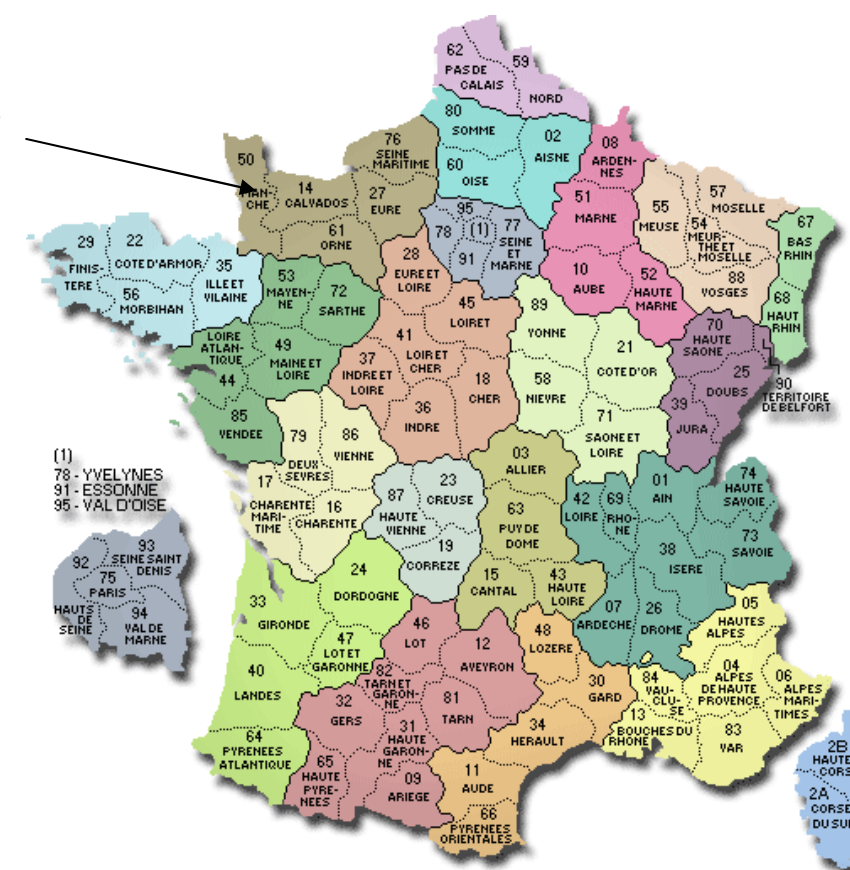 62
PAS DE
CALAIS
59
NORD
80
SOMME
02
AISNE
60
OISE
76
SEINE
MARITIME
50
MAN-
CHE
14
CALVADOS
27
EURE
61
ORNE
08
ARDEN-
NES
51
MARNE
10
AUBE
52
HAUTE
MARNE
57
MOSELLE
55
MEUSE
54
MEUR-
THE ET
MOSELLE
88
VOSGES
67
BAS
RHIN
68
HAUT
RHIN
95
78
(1)
91
77
SEINE
ET
MARNE
29
FINIS-
TERE
22
COTE D'ARMOR
35
ILLE ET
VILAINE
56
MORBIHAN
53
MAYEN-
NE
72
SARTHE
LOIRE
ATLAN-
TIQUE
44
49
MAINE ET
LOIRE
85
VENDEE
28
EURE ET
LOIRE
45
LOIRET
41
LOIR ET
CHER
37
INDRE ET
LOIRE
18
CHER
36
INDRE
89
YONNE
21
COTE D'OR
58
NIEVRE
71
SAONE ET
LOIRE
70
HAUTE
SAONE
25
DOUBS
39
JURA
90
TERRITOIRE
DE BELFORT
79
DEUX
SEVRES
86
VIENNE
17
CHARENTE
MARI-
TIME
16
CHARENTE
87
HAUTE
VIENNE
23
CREUSE
19
CORREZE
03
ALLIER
63
PUY DE
DOME
15
CANTAL
43
HAUTE
LOIRE
42
LOIRE
69
RHO-
NE
01
AIN
74
HAUTE
SAVOIE
73
SAVOIE
38
ISERE
07
ARDECHE
26
DROME
(1)
78 - YVELYNES
91 - ESSONNE
95 - VAL D'OISE
92
HAUTS
DE
SEINE
93
SEINE SAINT
DENIS
75
PARIS
94
VAL DE
MARNE
24
DORDOGNE
33
GIRONDE
47
LOT ET
GARONNE
40
LANDES
64
PYRENEES
ATLANTIQUE
46
LOT
12
AVEYRON
82
TARN ET
GARON-
NE
81
TARN
32
GERS
31
HAUTE
GARON-
NE
65
HAUTE
PYRE-
NEES
09
ARIEGE
48
LOZERE
30
GARD
34
HERAULT
11
AUDE
66
PYRENEES
ORIENTALES
05
HAUTES
ALPES
04
ALPES
DE HAUTE
PROVENCE
06
ALPES
MARI-
TIMES
84
VAU-
CLU-
SE
13
BOUCHES DU
RHONE
83
VAR
2B
HAUTE
CORS
2A
CORSE
DU SU